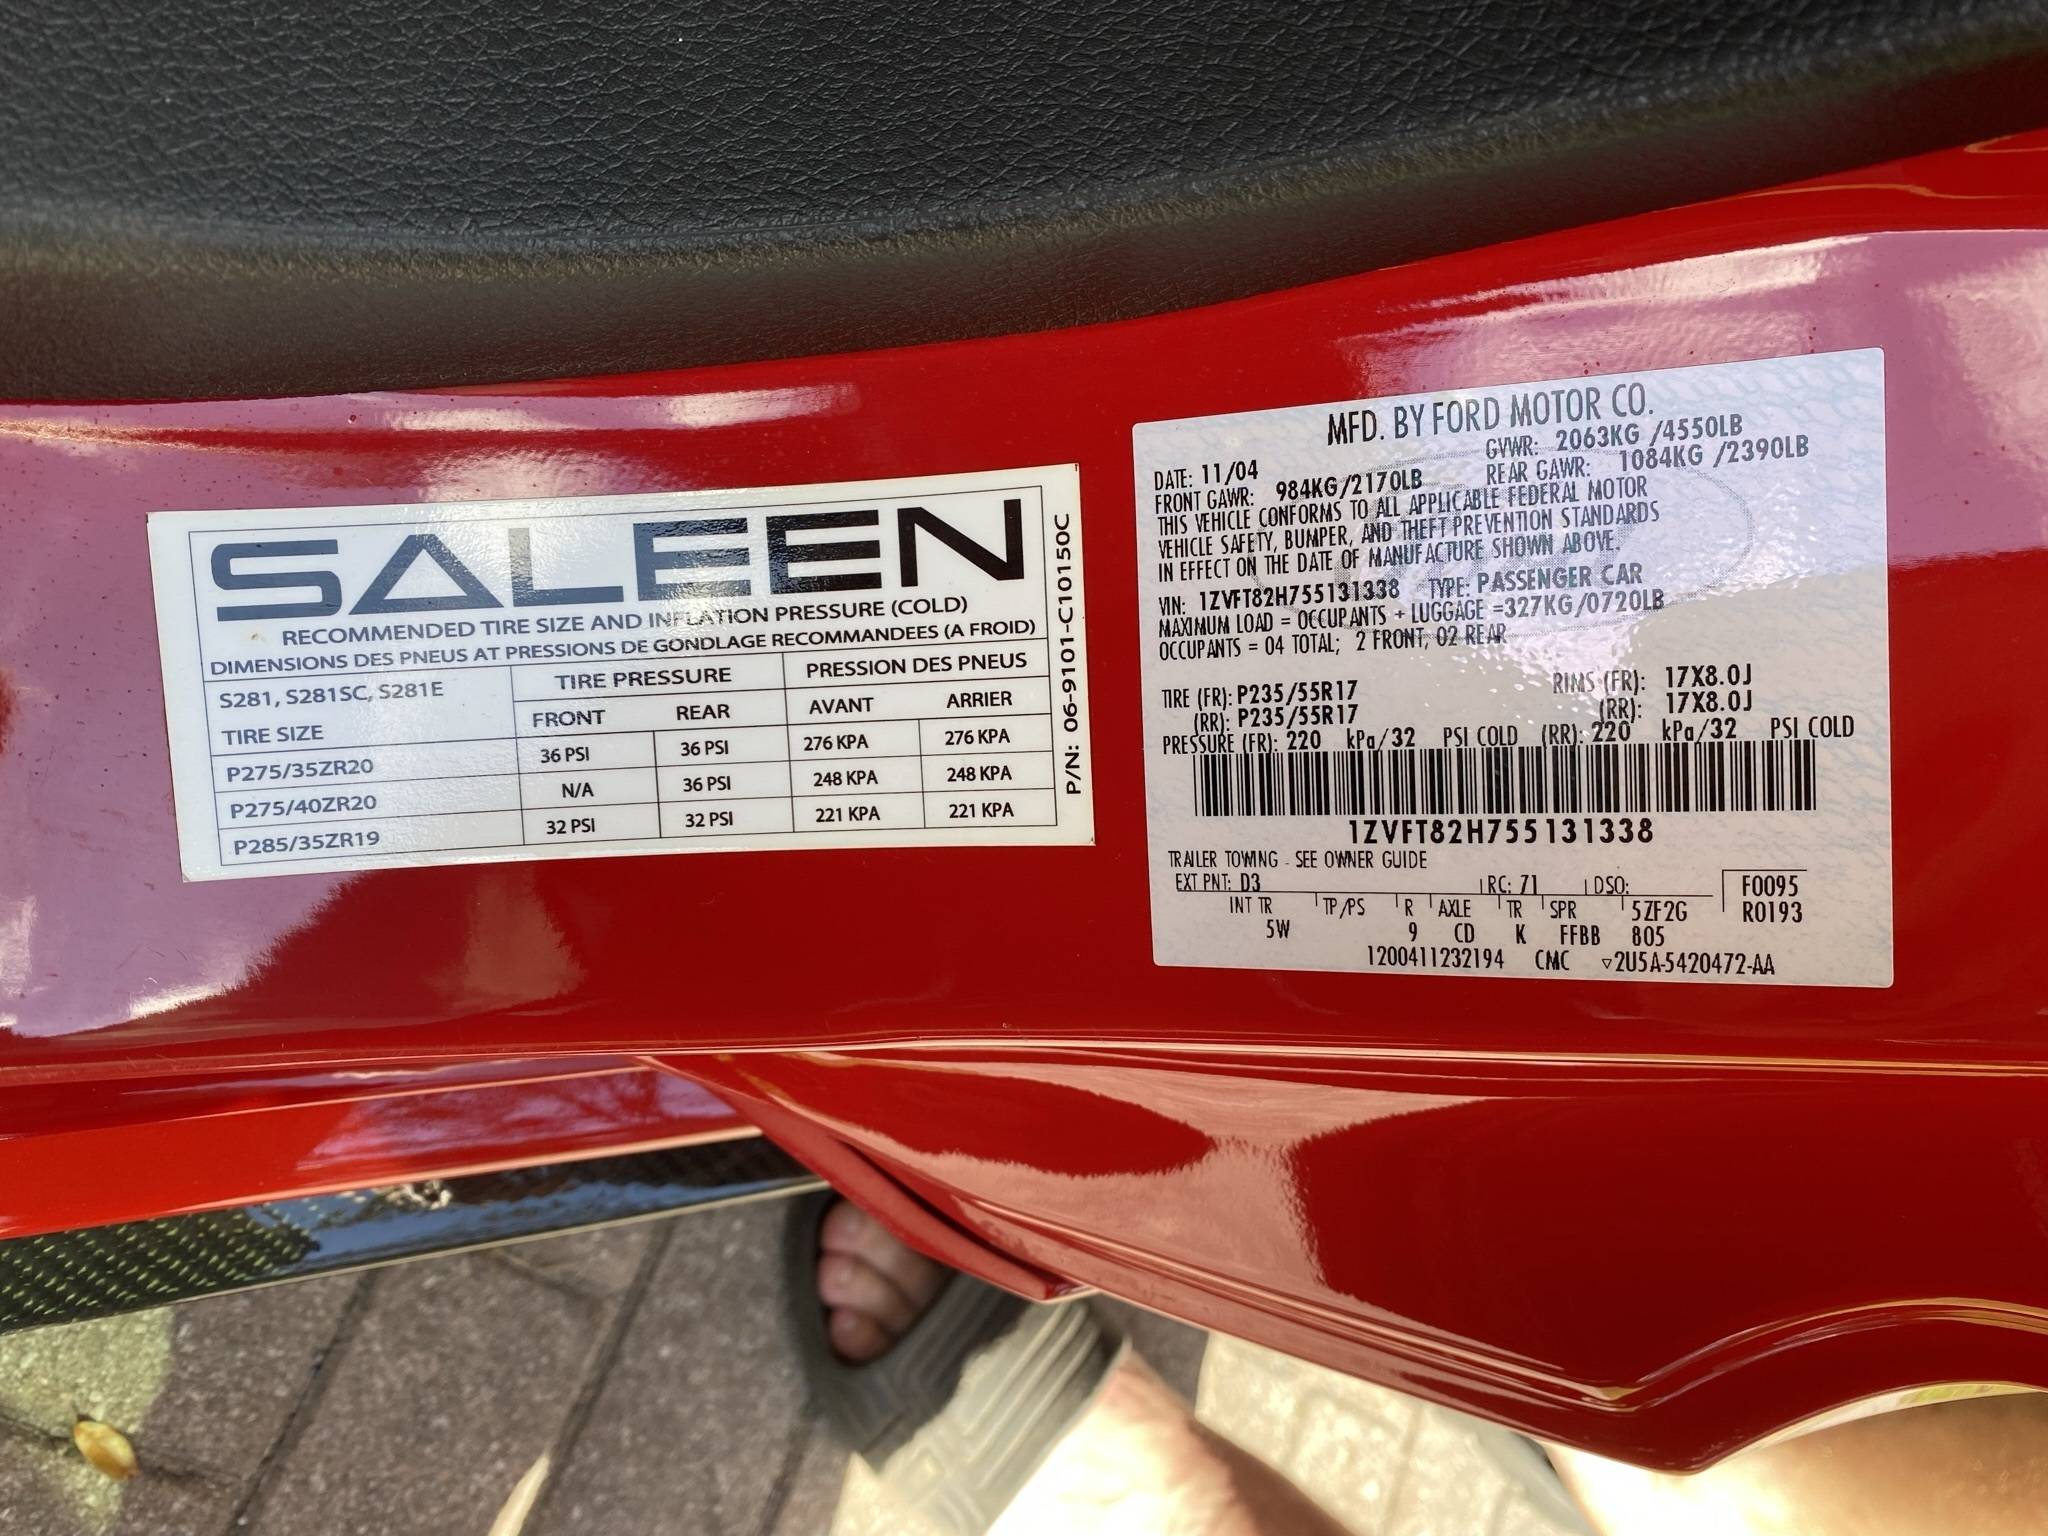 SALEEN
RECOMMENDED TIRE SIZE AND INFLATION PRESSURE (COLD)
DIMENSIONS DES PNEUS AT PRESSIONS DE GONDLAGE RECOMMANDEES (A FROID)
S281, S281SC, S281E TIRE PRESSURE PRESSION DES PNEUS
TIRE SIZE FRONT REAR AVANT ARRIER
P275/35ZR20 36 PSI 36 PSI 276 KPA 276 KPA
P275/40ZR20 N/A 36 PSI 248 KPA 248 KPA
P285/35ZR19 32 PSI 32 PSI 221 KPA 221 KPA
P/N: 06-9101-C10150C
MFD. BY FORD MOTOR CO.
DATE: 11/04 GVWR: 2063KG /4550LB
FRONT GAWR: 984KG/2170LB REAR GAWR: 1084KG /2390LB
THIS VEHICLE CONFORMS TO ALL APPLICABLE FEDERAL MOTOR
VEHICLE SAFETY, BUMPER, AND THEFT PREVENTION STANDARDS
IN EFFECT ON THE DATE OF MANUFACTURE SHOWN ABOVE.
VIN: 1ZVFT82H755131338 TYPE: PASSENGER CAR
MAXIMUM LOAD = OCCUPANTS + LUGGAGE =327KG/0720LB
OCCUPANTS = 04 TOTAL; 2 FRONT, 02 REAR
TIRE (FR): P235/55R17 RIMS (FR): 17X8.0J
(RR): P235/55R17 (RR): 17X8.0J
PRESSURE (FR): 220 kPa/32 PSI COLD (RR): 220 kPa/32 PSI COLD
1ZVFT82H755131338
TRAILER TOWING - SEE OWNER GUIDE
EXT PNT: D3 RC: 71 DSO: F0095
INT TR TP/PS R AXLE TR SPR 5ZF2G R0193
5W 9 CD K FFBB 805
1200411232194 CMC ▽2U5A-5420472-AA